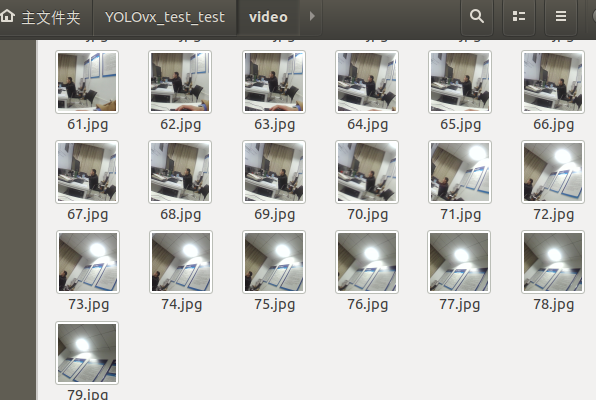 主文件夹 YOLOvx_test_test video
61.jpg 62.jpg 63.jpg 64.jpg 65.jpg 66.jpg
67.jpg 68.jpg 69.jpg 70.jpg 71.jpg 72.jpg
73.jpg 74.jpg 75.jpg 76.jpg 77.jpg 78.jpg
79.jpg